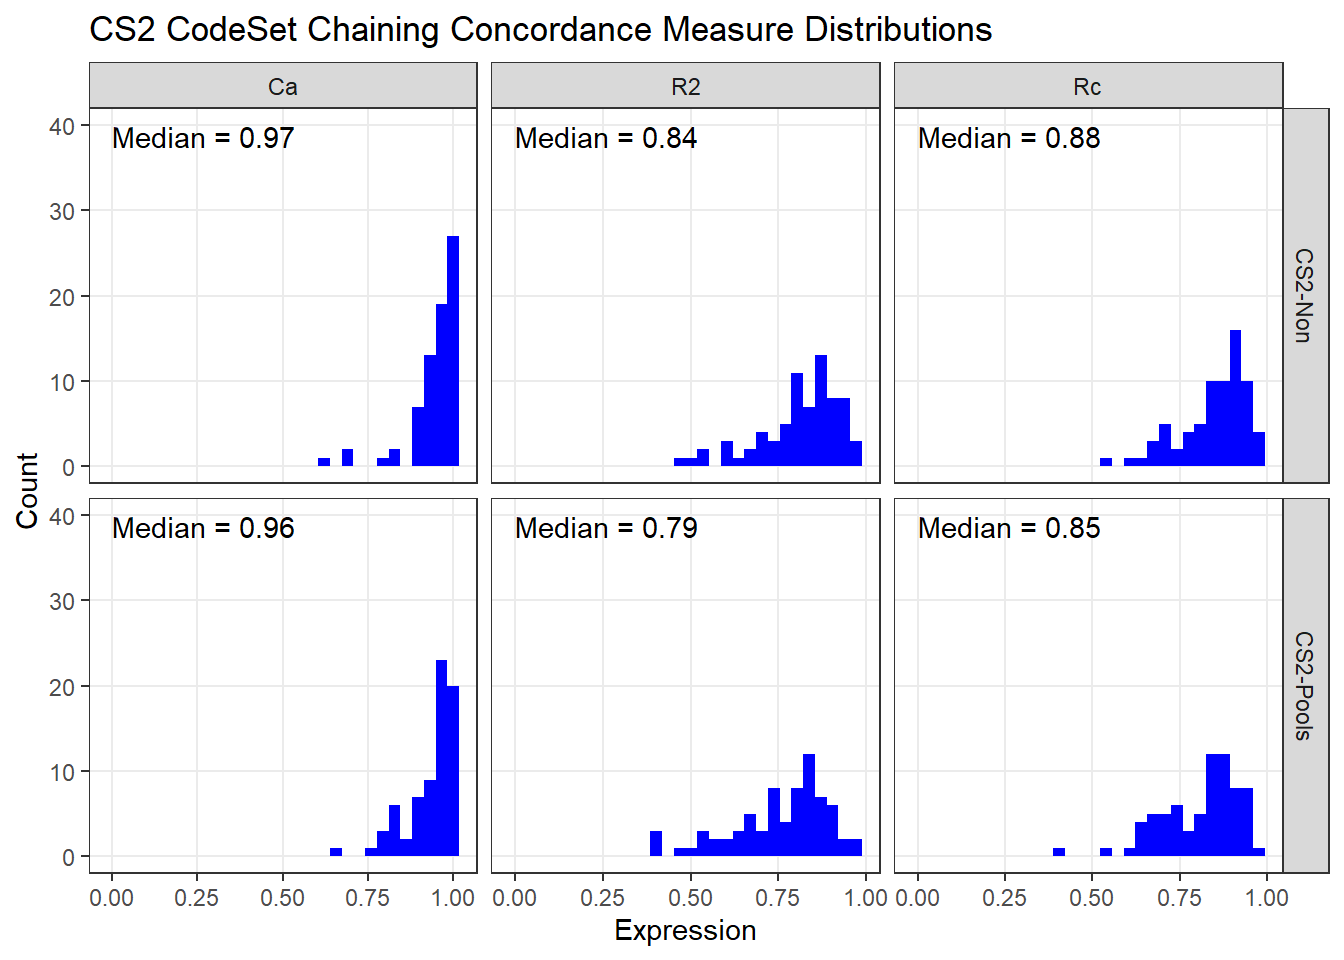 CS2 CodeSet Chaining Concordance Measure Distributions
Ca
R2
Rc
Median = 0.97
Median = 0.84
Median = 0.88
40
30
20
10
0
CS2-Non
Count
Median = 0.96
Median = 0.79
Median = 0.85
40
30
20
10
0
CS2-Pools
0.00 0.25 0.50 0.75 1.00
0.00 0.25 0.50 0.75 1.00
0.00 0.25 0.50 0.75 1.00
Expression